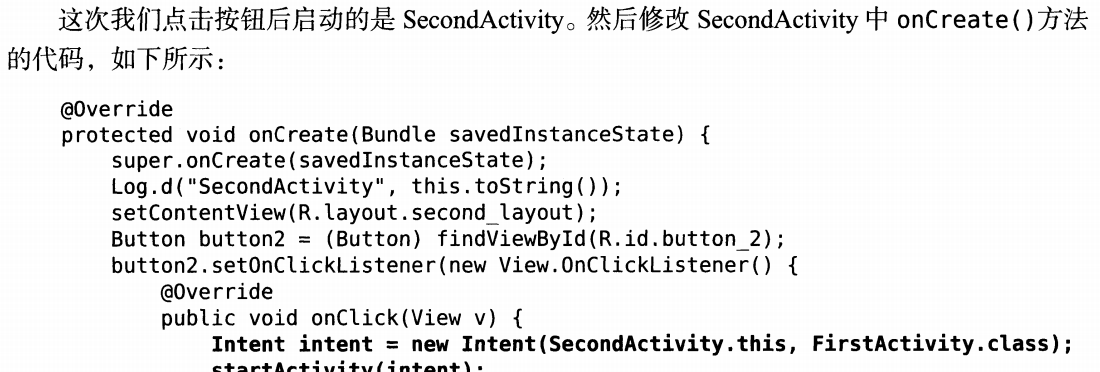 这次我们点击按钮后启动的是 SecondActivity。然后修改 SecondActivity 中 onCreate()方法
的代码，如下所示：
@Override
protected void onCreate(Bundle savedInstanceState) {
    super.onCreate(savedInstanceState);
    Log.d("SecondActivity", this.toString());
    setContentView(R.layout.second_layout);
    Button button2 = (Button) findViewById(R.id.button_2);
    button2.setOnClickListener(new View.OnClickListener() {
        @Override
        public void onClick(View v) {
            Intent intent = new Intent(SecondActivity.this, FirstActivity.class);
            startActivity(intent);